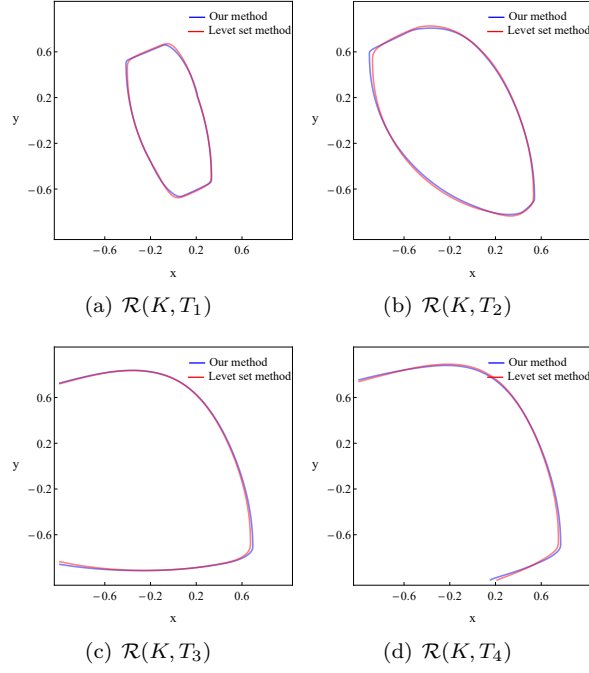 Our method
Levet set method
0.6
0.2
y
−0.2
−0.6
−0.6 −0.2 0.2 0.6
x
(a) R(K, T₁)
Our method
Levet set method
0.6
0.2
y
−0.2
−0.6
−0.6 −0.2 0.2 0.6
x
(b) R(K, T₂)
Our method
Levet set method
0.6
0.2
y
−0.2
−0.6
−0.6 −0.2 0.2 0.6
x
(c) R(K, T₃)
Our method
Levet set method
0.6
0.2
y
−0.2
−0.6
−0.6 −0.2 0.2 0.6
x
(d) R(K, T₄)